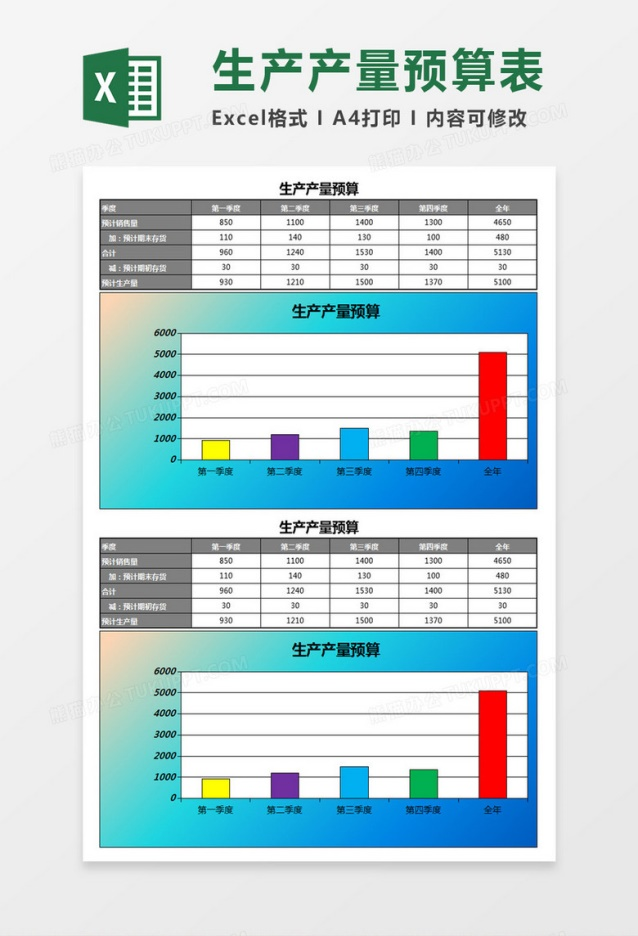 X
生产产量预算表
Excel格式 I A4打印 I 内容可修改
生产产量预算
季度 第一季度 第二季度 第三季度 第四季度 全年
预计销售量 850 1100 1400 1300 4650
加：预计期末存货 110 140 130 100 480
合计 960 1240 1530 1400 5130
减：预计期初存货 30 30 30 30 30
预计生产量 930 1210 1500 1370 5100
生产产量预算
6000
5000
4000
3000
2000
1000
0
第一季度 第二季度 第三季度 第四季度 全年
生产产量预算
季度 第一季度 第二季度 第三季度 第四季度 全年
预计销售量 850 1100 1400 1300 4650
加：预计期末存货 110 140 130 100 480
合计 960 1240 1530 1400 5130
减：预计期初存货 30 30 30 30 30
预计生产量 930 1210 1500 1370 5100
生产产量预算
6000
5000
4000
3000
2000
1000
0
第一季度 第二季度 第三季度 第四季度 全年